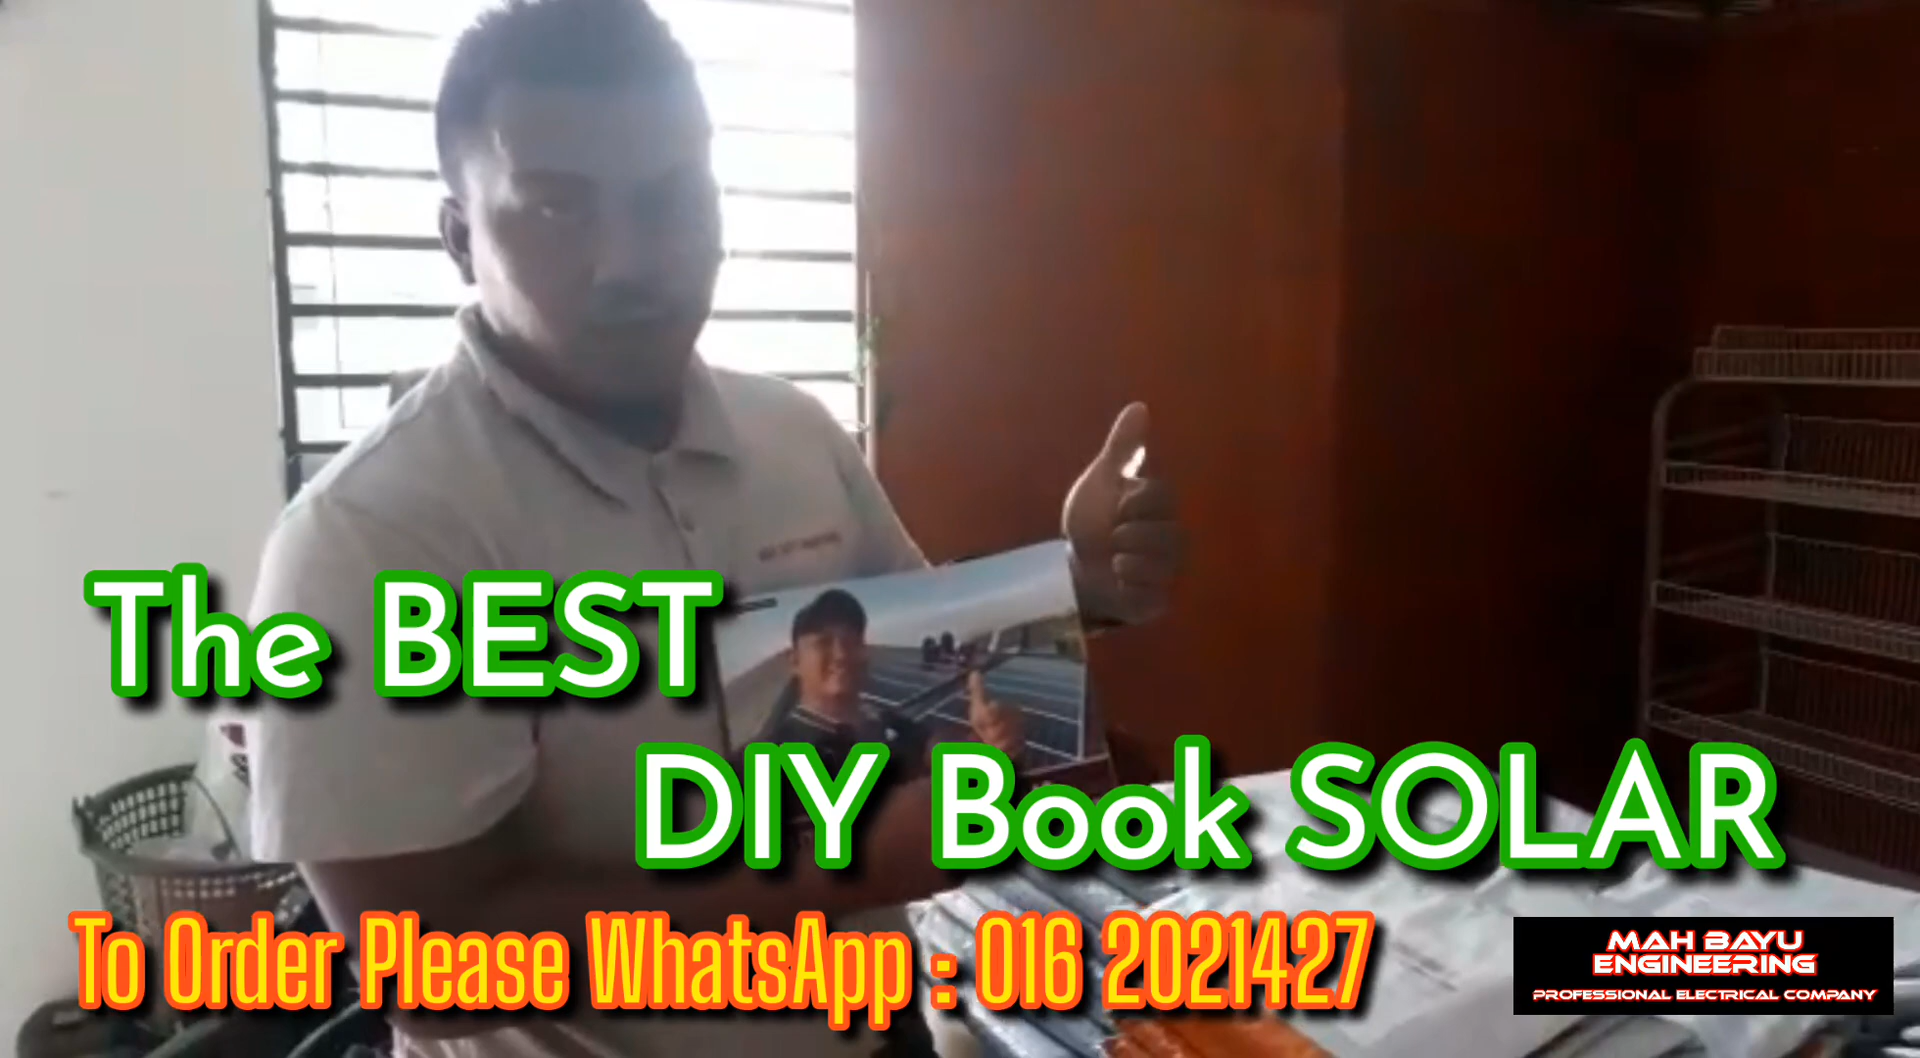 The BEST
DIY Book SOLAR
To Order Please WhatsApp : 016 2021427
MAH BAYU
ENGINEERING
PROFESSIONAL ELECTRICAL COMPANY